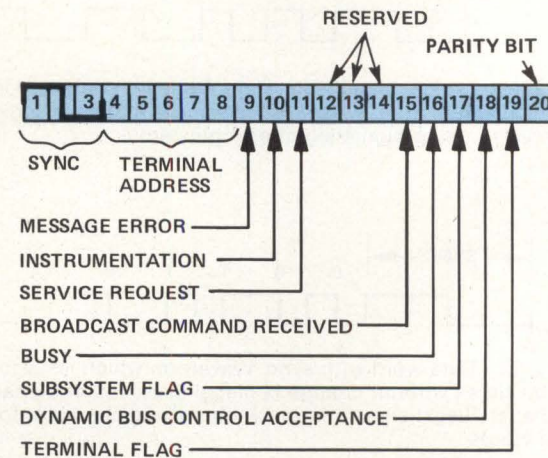 RESERVED
PARITY BIT
1 3 4 5 6 7 8 9 10 11 12 13 14 15 16 17 18 19 20
SYNC
TERMINAL
ADDRESS
MESSAGE ERROR
INSTRUMENTATION
SERVICE REQUEST
BROADCAST COMMAND RECEIVED
BUSY
SUBSYSTEM FLAG
DYNAMIC BUS CONTROL ACCEPTANCE
TERMINAL FLAG